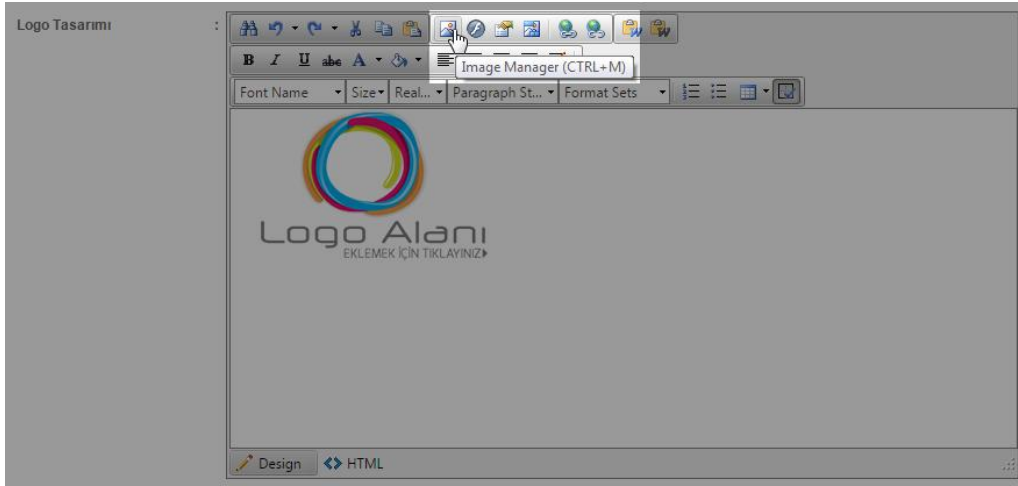 Logo Tasarımı :
B I U abe A
Image Manager (CTRL+M)
Font Name Size Real... Paragraph St... Format Sets
Logo Alanı
EKLEMEK İÇİN TIKLAYINIZ
Design HTML